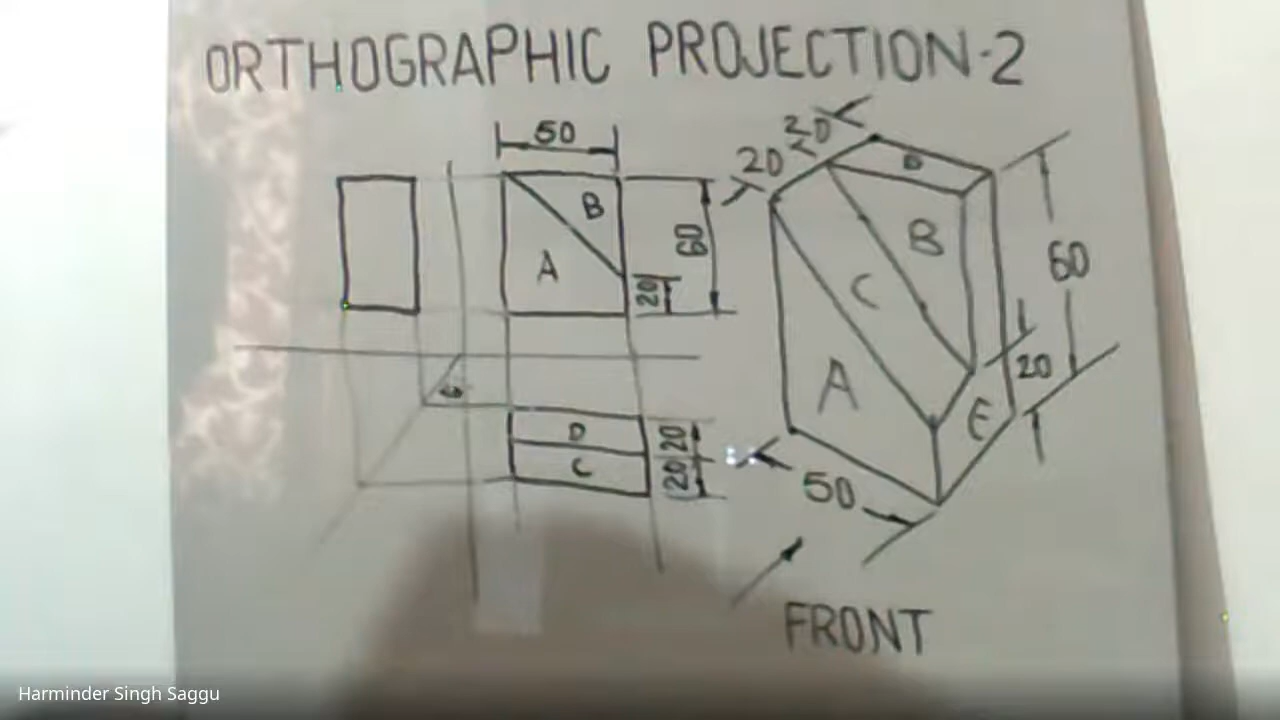 ORTHOGRAPHIC PROJECTION-2
50
20
20
D
B
A
60
20
B
C
60
A
20
E
D
20
C
20
50
FRONT
Harminder Singh Saggu